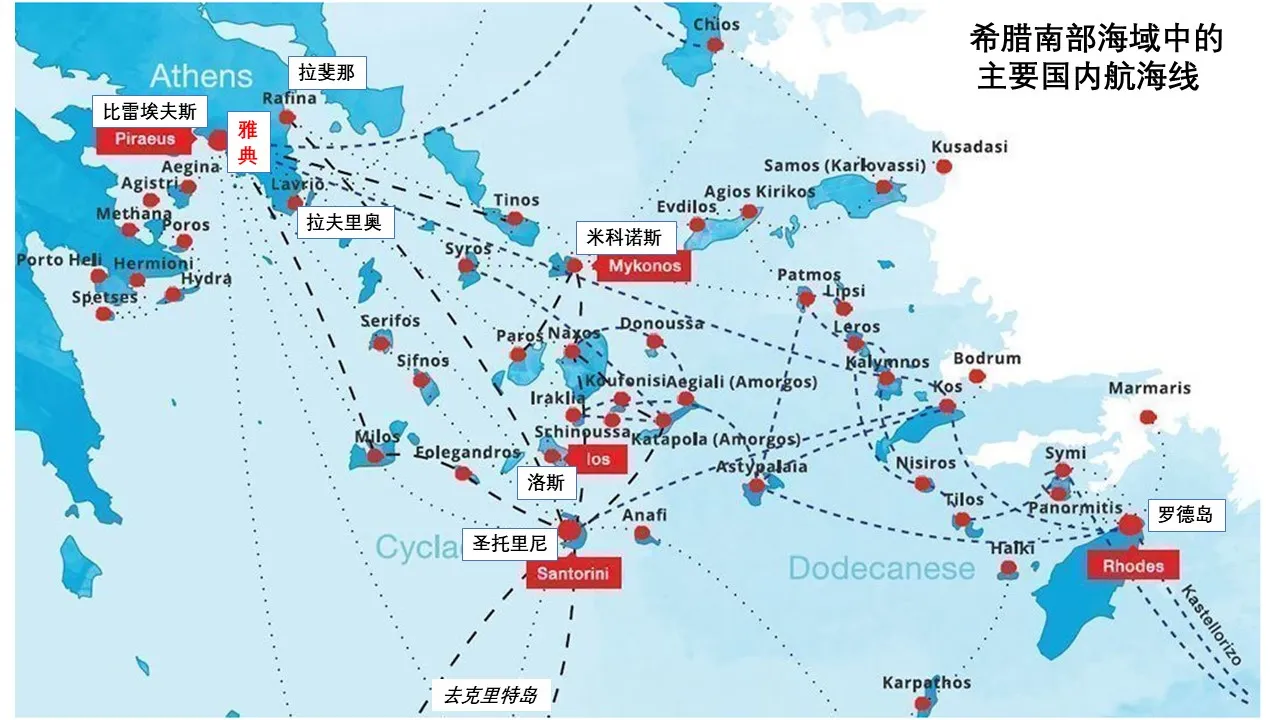 希腊南部海域中的
主要国内航海线
Chios
拉斐那
Athens
Rafina
比雷埃夫斯
Piraeus
雅
典
Kusadasi
Aegina
Samos (Karlovassi)
Agistri
Lavrio
Agios Kirikos
Tinos
Evdilos
Methana
Poros
拉夫里奥
米科诺斯
Syros
Mykonos
Porto Heli
Hermioni
Hydra
Patmos
Lipsi
Spetses
Serifos
Donoussa
Leros
Paros
Naxos
Sifnos
Kalymnos
Bodrum
Koufonisi
Aegiali (Amorgos)
Kos
Marmaris
Iraklia
Schinoussa
Katapola (Amorgos)
Milos
Folegandros
Ios
Astypalaia
Nisiros
Symi
洛斯
Tilos
Panormitis
罗德岛
Anafi
Cycla
圣托里尼
Santorini
Dodecanese
Halki
Rhodes
Kastellorizo
去克里特岛
Karpathos